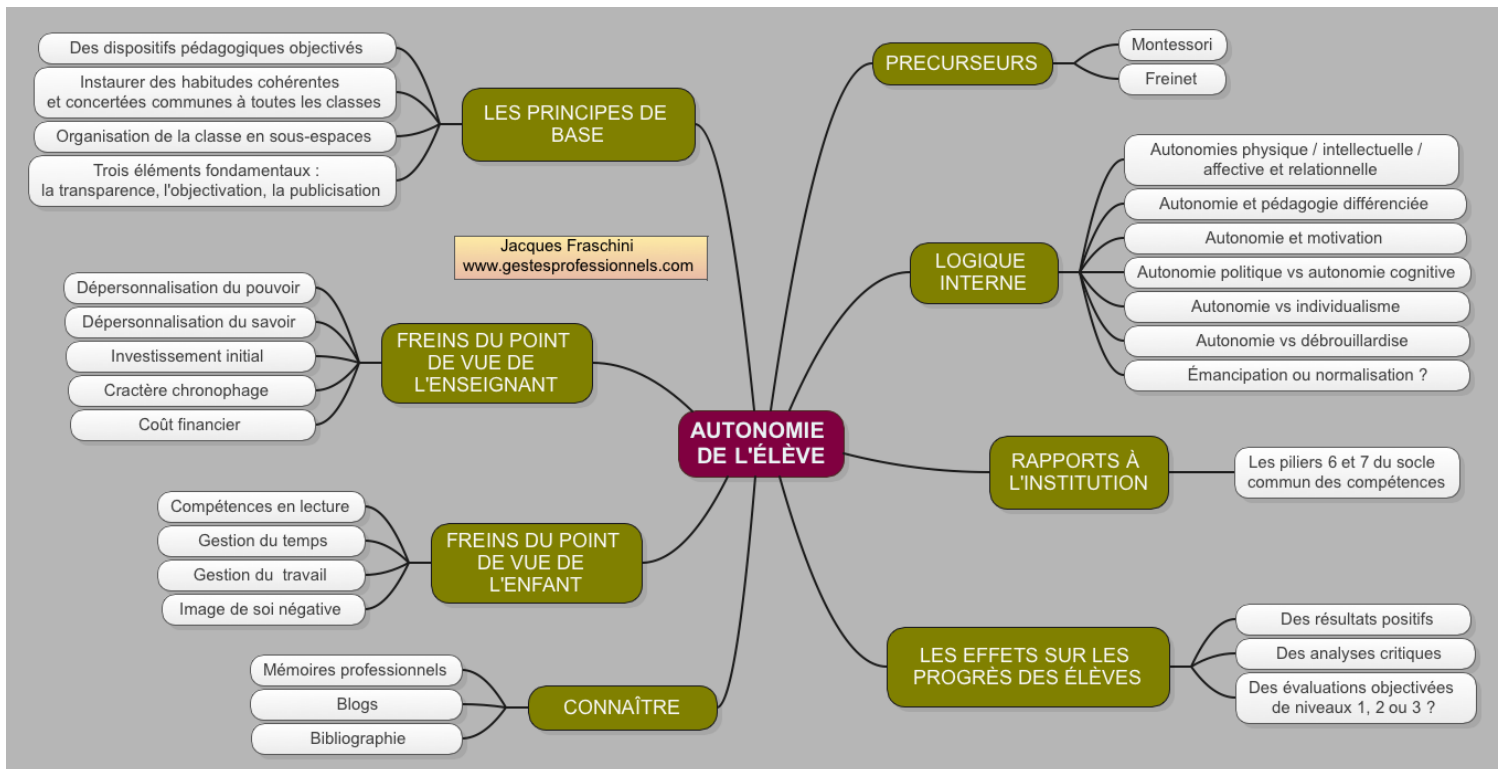 AUTONOMIE
DE L'ÉLÈVE
LES PRINCIPES DE
BASE
Des dispositifs pédagogiques objectivés
Instaurer des habitudes cohérentes
et concertées communes à toutes les classes
Organisation de la classe en sous-espaces
Trois éléments fondamentaux :
la transparence, l'objectivation, la publicisation
Jacques Fraschini
www.gestesprofessionnels.com
FREINS DU POINT
DE VUE DE
L'ENSEIGNANT
Dépersonnalisation du pouvoir
Dépersonnalisation du savoir
Investissement initial
Cractère chronophage
Coût financier
FREINS DU POINT
DE VUE DE
L'ENFANT
Compétences en lecture
Gestion du temps
Gestion du  travail
Image de soi négative
CONNAÎTRE
Mémoires professionnels
Blogs
Bibliographie
PRECURSEURS
Montessori
Freinet
LOGIQUE
INTERNE
Autonomies physique / intellectuelle /
affective et relationnelle
Autonomie et pédagogie différenciée
Autonomie et motivation
Autonomie politique vs autonomie cognitive
Autonomie vs individualisme
Autonomie vs débrouillardise
Émancipation ou normalisation ?
RAPPORTS À
L'INSTITUTION
Les piliers 6 et 7 du socle
commun des compétences
LES EFFETS SUR LES
PROGRÈS DES ÉLÈVES
Des résultats positifs
Des analyses critiques
Des évaluations objectivées
de niveaux 1, 2 ou 3 ?